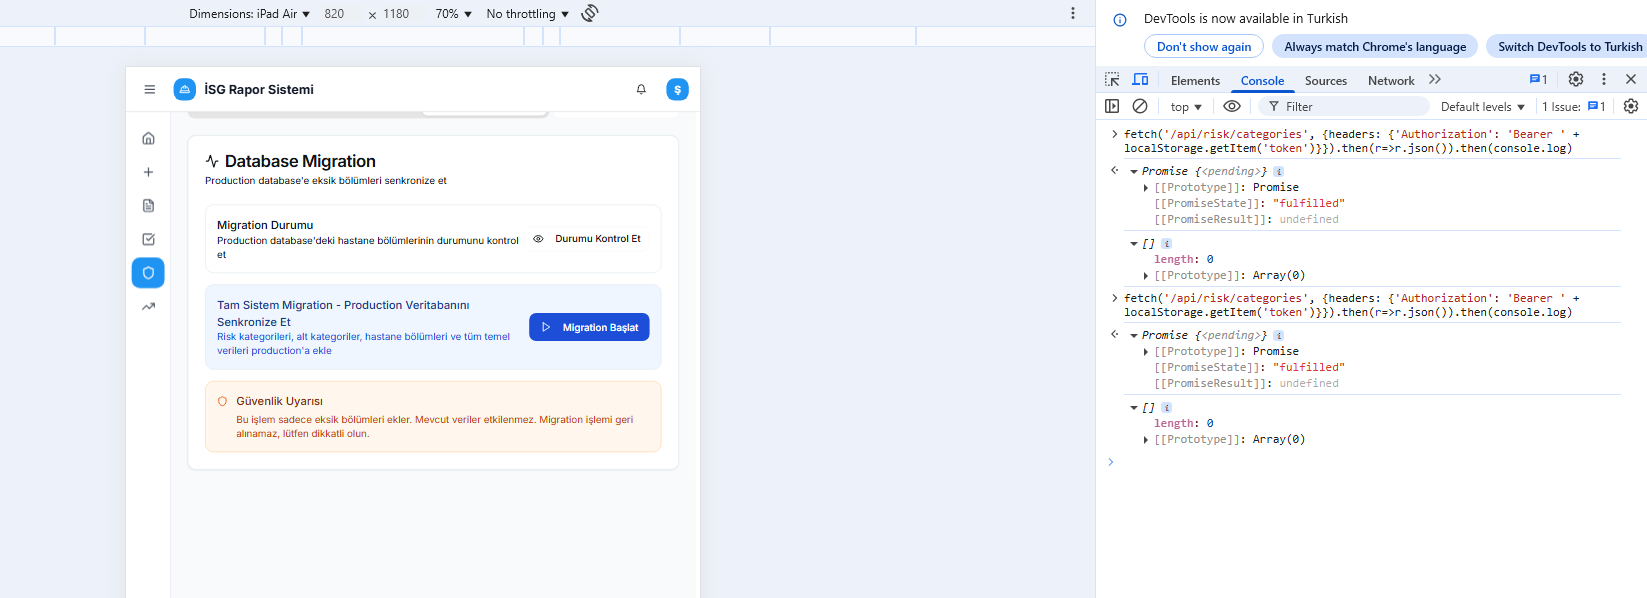 Dimensions: iPad Air ▼ 820 × 1180 70% ▼ No throttling ▼
İSG Rapor Sistemi
Ş
Database Migration
Production database'e eksik bölümleri senkronize et
Migration Durumu
Production database'deki hastane bölümlerinin durumunu kontrol
et
Durumu Kontrol Et
Tam Sistem Migration - Production Veritabanını
Senkronize Et
Risk kategorileri, alt kategoriler, hastane bölümleri ve tüm temel
verileri production'a ekle
Migration Başlat
Güvenlik Uyarısı
Bu işlem sadece eksik bölümleri ekler. Mevcut veriler etkilenmez. Migration işlemi geri
alınamaz, lütfen dikkatli olun.
DevTools is now available in Turkish
Don't show again Always match Chrome's language Switch DevTools to Turkish
Elements Console Sources Network 1
top ▼ Filter Default levels ▼ 1 Issue: 1
fetch('/api/risk/categories', {headers: {'Authorization': 'Bearer ' +
localStorage.getItem('token')}}).then(r=>r.json()).then(console.log)
Promise {<pending>}
[[Prototype]]: Promise
[[PromiseState]]: "fulfilled"
[[PromiseResult]]: undefined
[]
length: 0
[[Prototype]]: Array(0)
fetch('/api/risk/categories', {headers: {'Authorization': 'Bearer ' +
localStorage.getItem('token')}}).then(r=>r.json()).then(console.log)
Promise {<pending>}
[[Prototype]]: Promise
[[PromiseState]]: "fulfilled"
[[PromiseResult]]: undefined
[]
length: 0
[[Prototype]]: Array(0)